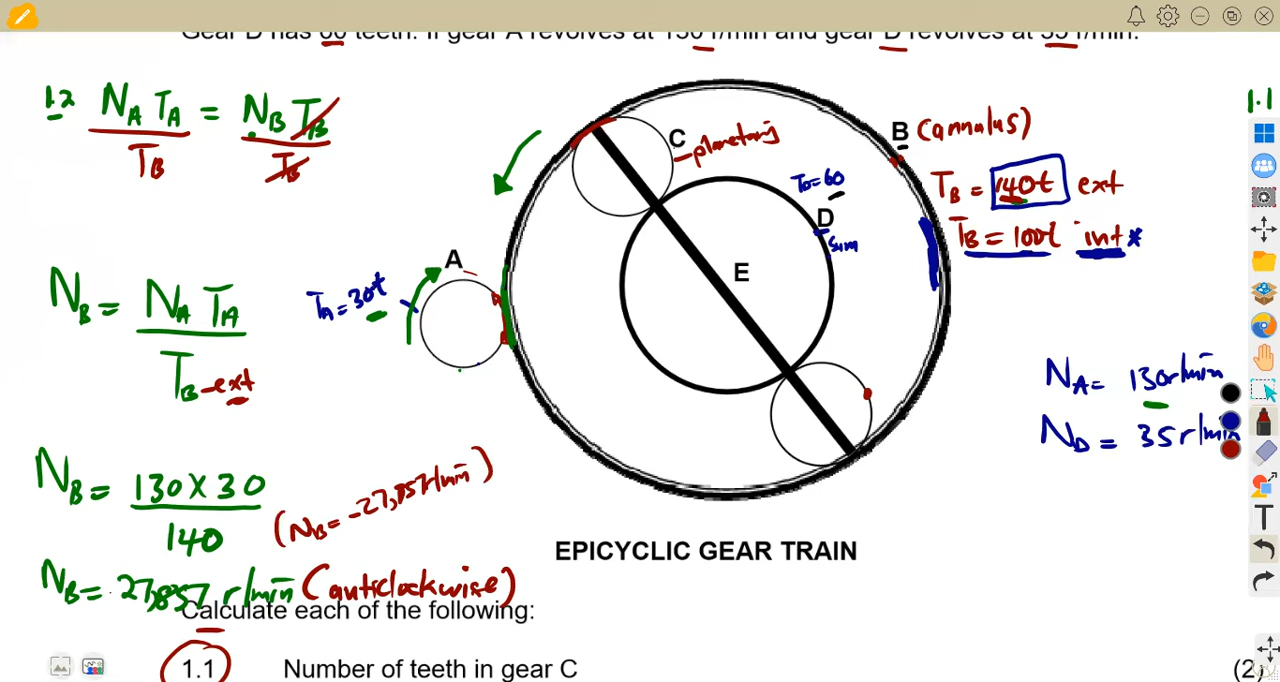 Gear D has 60 teeth. If gear A revolves at 130 r/min and gear D revolves at 35 r/min.
1.2 NA TA = NB TB
TB TB
NB = NA TA
TB-ext
NB = 130 X 30
140
(NB = -27,857 r/min)
NB = 27,857 r/min (anticlockwise)
TA = 30t
A
C
-planetary
TD = 60
D
sun
E
B (annulus)
TB = 140t ext
TB = 100t int*
NA = 130 r/min
ND = 35 r/min
1.1
T
EPICYCLIC GEAR TRAIN
Calculate each of the following:
1.1 Number of teeth in gear C
(2)